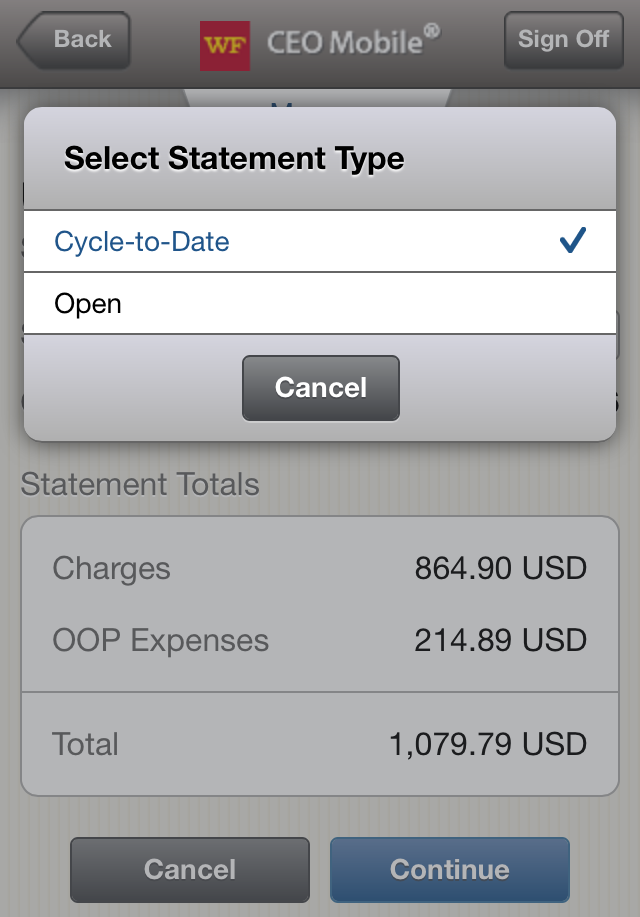 Back
WF CEO Mobile® Sign Off
Select Statement Type
Cycle-to-Date
Open
Cancel
Statement Totals
Charges 864.90 USD
OOP Expenses 214.89 USD
Total 1,079.79 USD
Cancel Continue